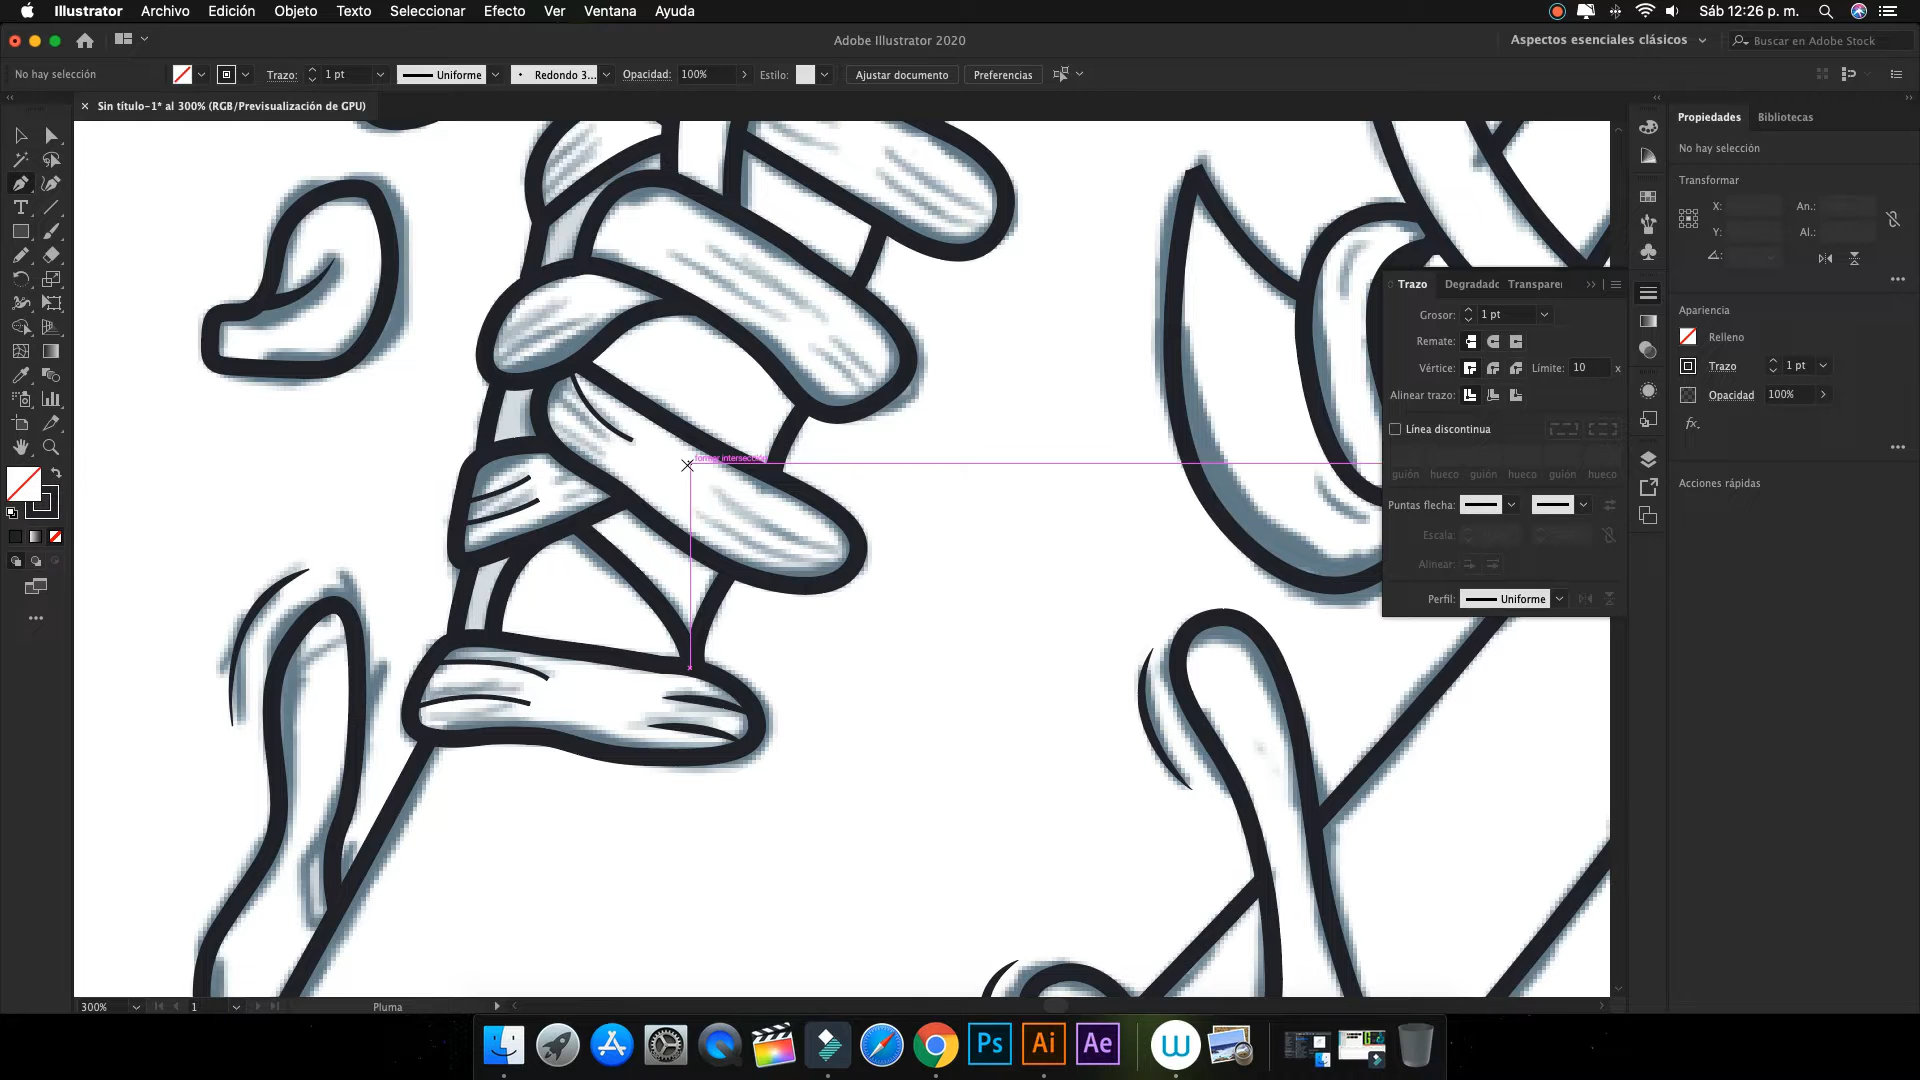 Illustrator Archivo Edición Objeto Texto Seleccionar Efecto Ver Ventana Ayuda Sáb 12:26 p. m.
Adobe Illustrator 2020 Aspectos esenciales clásicos Buscar en Adobe Stock
No hay selección Trazo: 1 pt Uniforme Redondo 3... Opacidad: 100% Estilo: Ajustar documento Preferencias
× Sin título-1* al 300% (RGB/Previsualización de GPU)
Propiedades Bibliotecas
No hay selección
Transformar
X: An.:
Y: Al.:
Apariencia
Relleno
Trazo 1 pt
Opacidad 100%
fx.
Acciones rápidas
Trazo Degradado Transparen
Grosor: 1 pt
Remate:
Vértice: Límite: 10 x
Alinear trazo:
Línea discontinua
guión hueco guión hueco guión hueco
Puntas flecha:
Escala:
Alinear:
Perfil: Uniforme
300% 1 Pluma
Ps Ai Ae